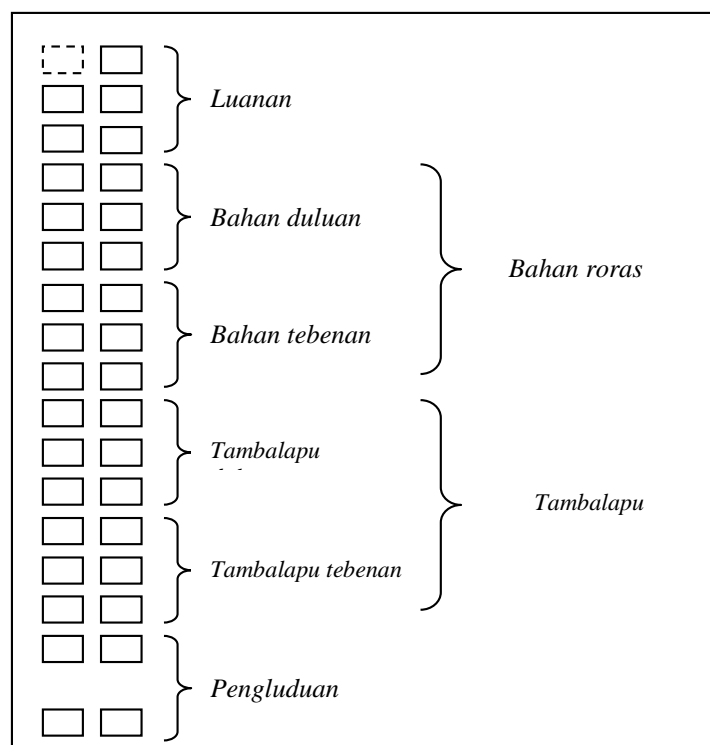 Luanan
Bahan duluan
Bahan roras
Bahan tebenan
Tambalapu
Tambalapu
Tambalapu tebenan
Pengluduan